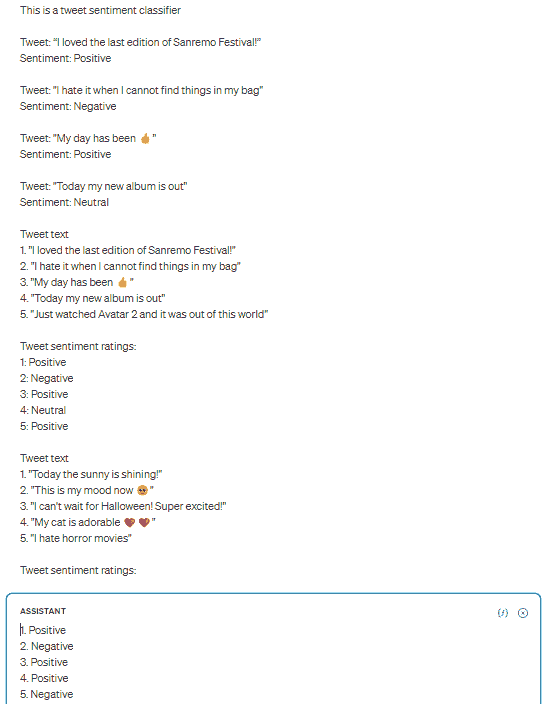 This is a tweet sentiment classifier
Tweet: "I loved the last edition of Sanremo Festival!"
Sentiment: Positive
Tweet: "I hate it when I cannot find things in my bag"
Sentiment: Negative
Tweet: "My day has been 👍"
Sentiment: Positive
Tweet: "Today my new album is out"
Sentiment: Neutral
Tweet text
1. "I loved the last edition of Sanremo Festival!"
2. "I hate it when I cannot find things in my bag"
3. "My day has been 👍"
4. "Today my new album is out"
5. "Just watched Avatar 2 and it was out of this world"
Tweet sentiment ratings:
1: Positive
2: Negative
3: Positive
4: Neutral
5: Positive
Tweet text
1. "Today the sunny is shining!"
2. "This is my mood now 😡"
3. "I can't wait for Halloween! Super excited!"
4. "My cat is adorable 💝 💝"
5. "I hate horror movies"
Tweet sentiment ratings:
ASSISTANT
1. Positive
2. Negative
3. Positive
4. Positive
5. Negative